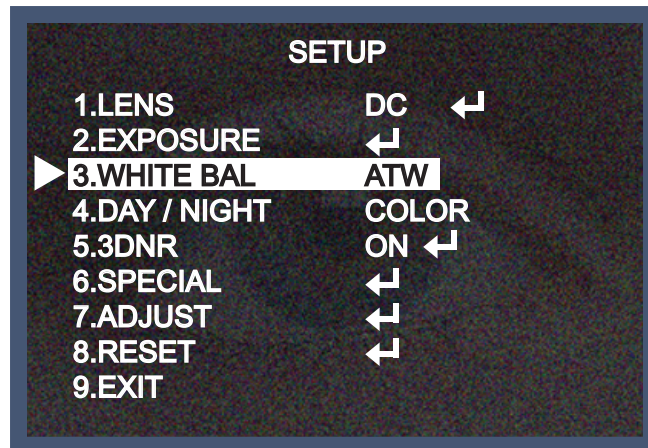 SETUP
1.LENS DC ↵
2.EXPOSURE ↵
3.WHITE BAL ATW
4.DAY / NIGHT COLOR
5.3DNR ON ↵
6.SPECIAL ↵
7.ADJUST ↵
8.RESET ↵
9.EXIT